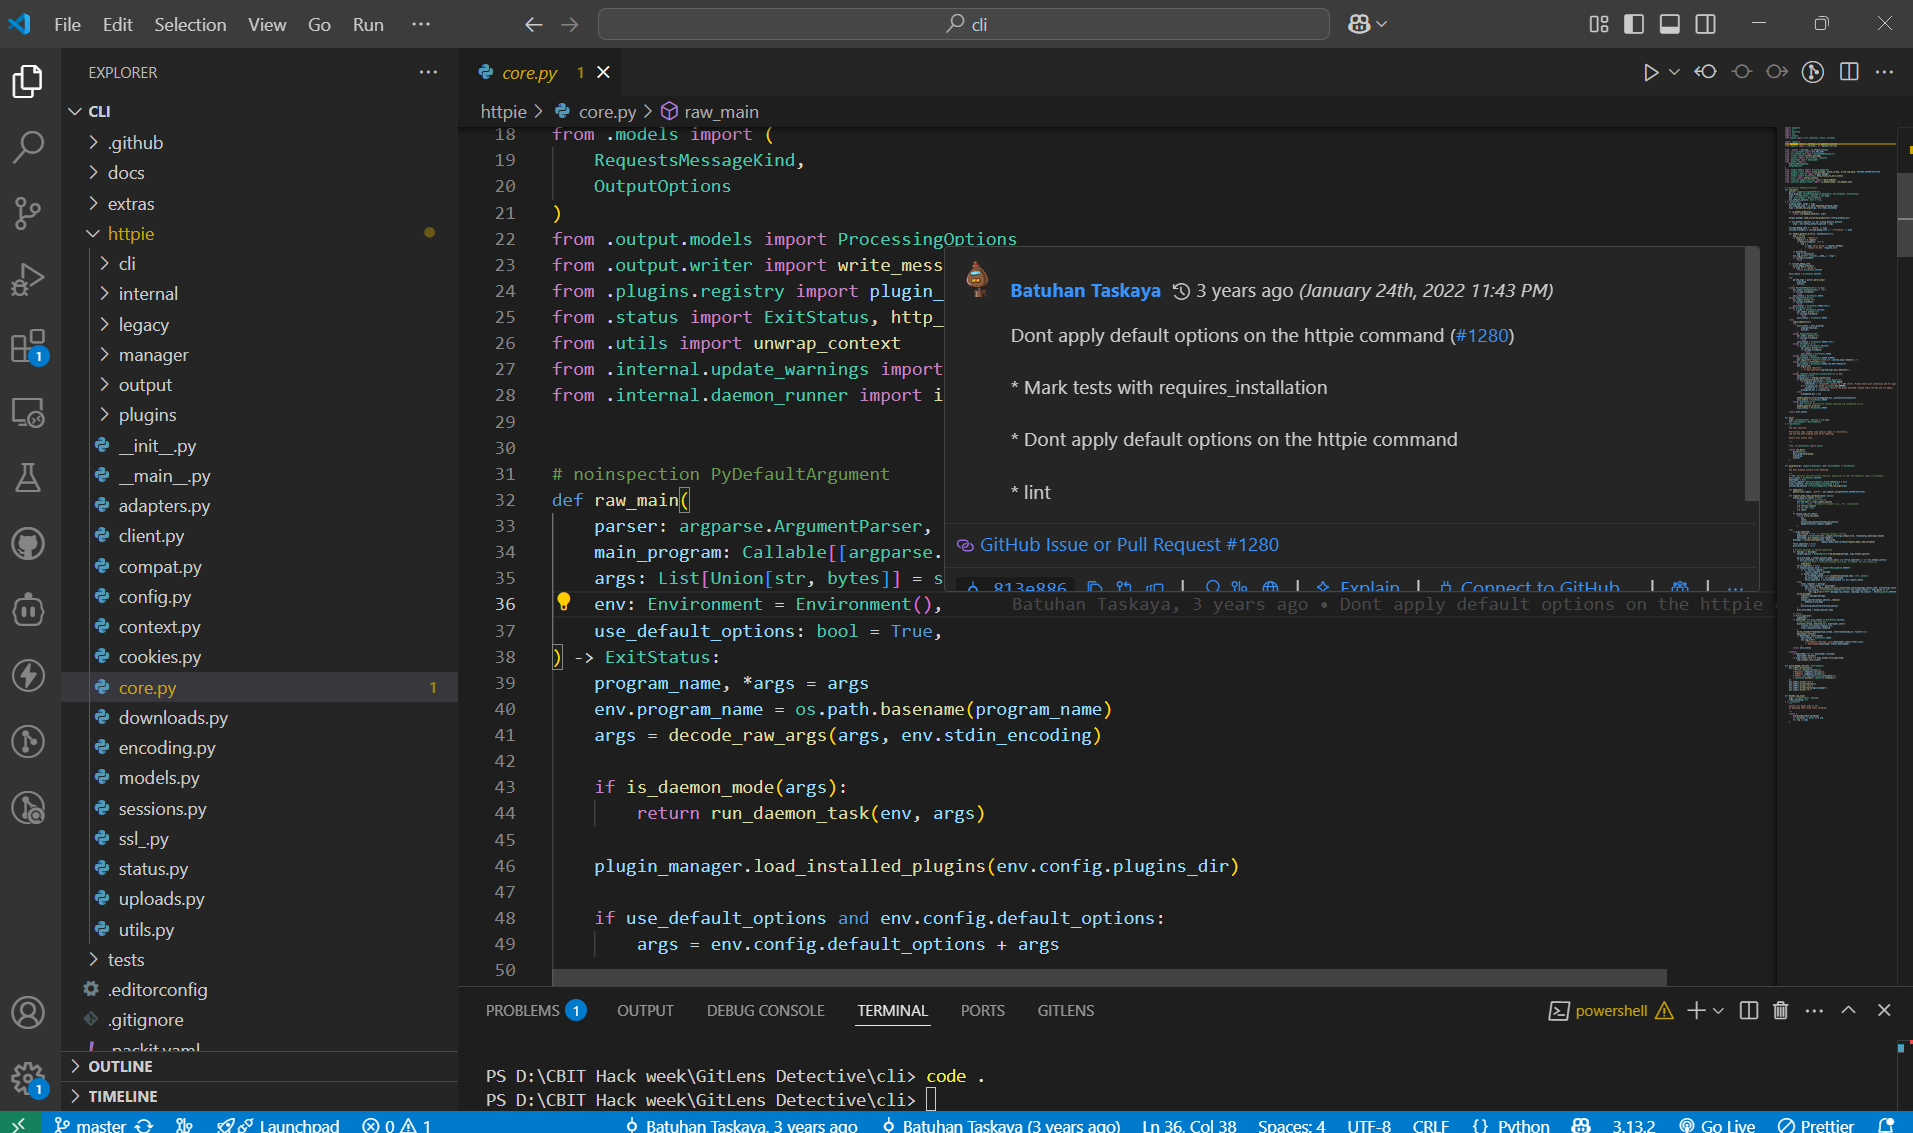 File Edit Selection View Go Run ··· cli
EXPLORER
CLI
.github
docs
extras
httpie
cli
internal
legacy
manager
output
plugins
__init__.py
__main__.py
adapters.py
client.py
compat.py
config.py
context.py
cookies.py
core.py 1
downloads.py
encoding.py
models.py
sessions.py
ssl_.py
status.py
uploads.py
utils.py
tests
.editorconfig
.gitignore
.packit.yaml
OUTLINE
TIMELINE
1
1
core.py 1
httpie > core.py > raw_main
18 from .models import (
19 RequestsMessageKind,
20 OutputOptions
21 )
22 from .output.models import ProcessingOptions
23 from .output.writer import write_mess
24 from .plugins.registry import plugin_
25 from .status import ExitStatus, http_
26 from .utils import unwrap_context
27 from .internal.update_warnings import
28 from .internal.daemon_runner import i
29
30
31 # noinspection PyDefaultArgument
32 def raw_main(
33 parser: argparse.ArgumentParser,
34 main_program: Callable[[argparse.
35 args: List[Union[str, bytes]] = s
36 env: Environment = Environment(), Batuhan Taskaya, 3 years ago • Dont apply default options on the httpie
37 use_default_options: bool = True,
38 ) -> ExitStatus:
39 program_name, *args = args
40 env.program_name = os.path.basename(program_name)
41 args = decode_raw_args(args, env.stdin_encoding)
42
43 if is_daemon_mode(args):
44 return run_daemon_task(env, args)
45
46 plugin_manager.load_installed_plugins(env.config.plugins_dir)
47
48 if use_default_options and env.config.default_options:
49 args = env.config.default_options + args
50
Batuhan Taskaya 3 years ago (January 24th, 2022 11:43 PM)
Dont apply default options on the httpie command (#1280)
* Mark tests with requires_installation
* Dont apply default options on the httpie command
* lint
GitHub Issue or Pull Request #1280
813e886 | | Explain | Connect to GitHub | | ...
PROBLEMS 1 OUTPUT DEBUG CONSOLE TERMINAL PORTS GITLENS
powershell
PS D:\CBIT Hack week\GitLens Detective\cli> code .
PS D:\CBIT Hack week\GitLens Detective\cli>
master Launchpad 0 1 Batuhan Taskaya, 3 years ago Batuhan Taskaya (3 years ago) Ln 36, Col 38 Spaces: 4 UTF-8 CRLF {} Python 3.13.2 Go Live Prettier